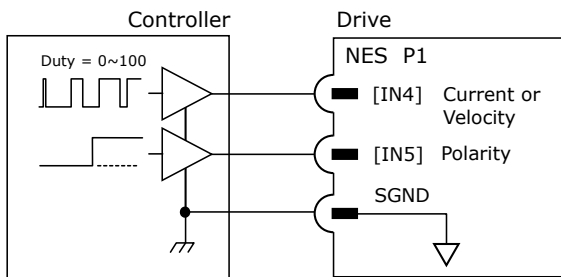 Controller
Drive
Duty = 0~100
NES P1
[IN4] Current or
Velocity
[IN5] Polarity
SGND